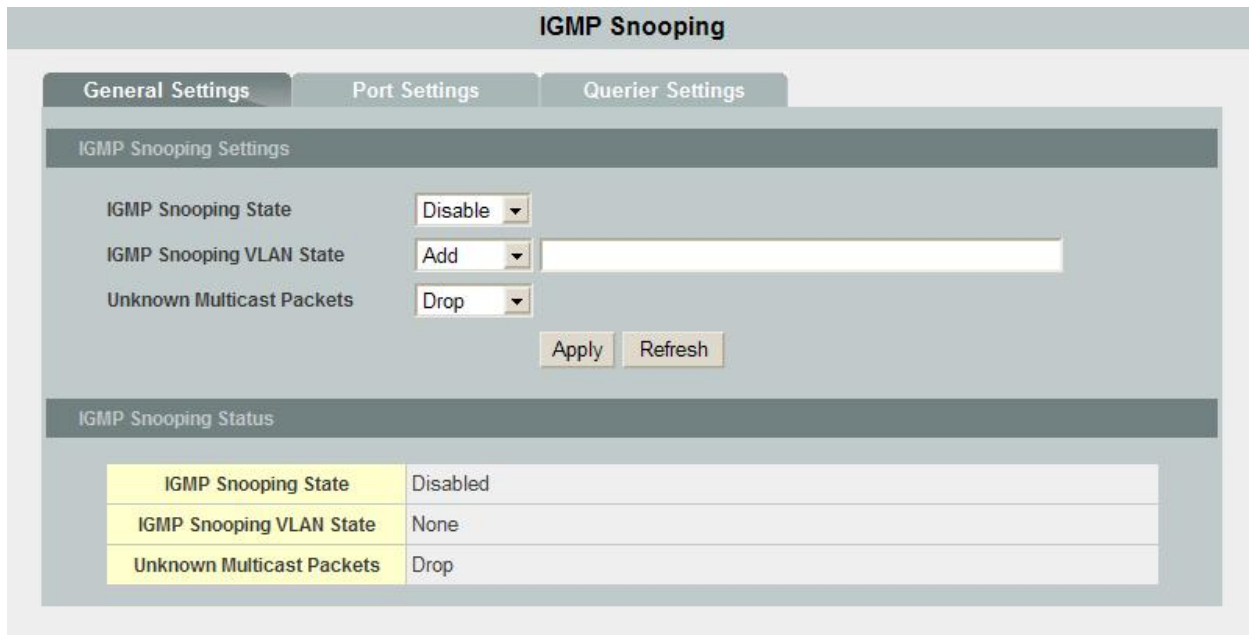 IGMP Snooping
General Settings Port Settings Querier Settings
IGMP Snooping Settings
IGMP Snooping State Disable
IGMP Snooping VLAN State Add
Unknown Multicast Packets Drop
Apply Refresh
IGMP Snooping Status
IGMP Snooping State Disabled
IGMP Snooping VLAN State None
Unknown Multicast Packets Drop